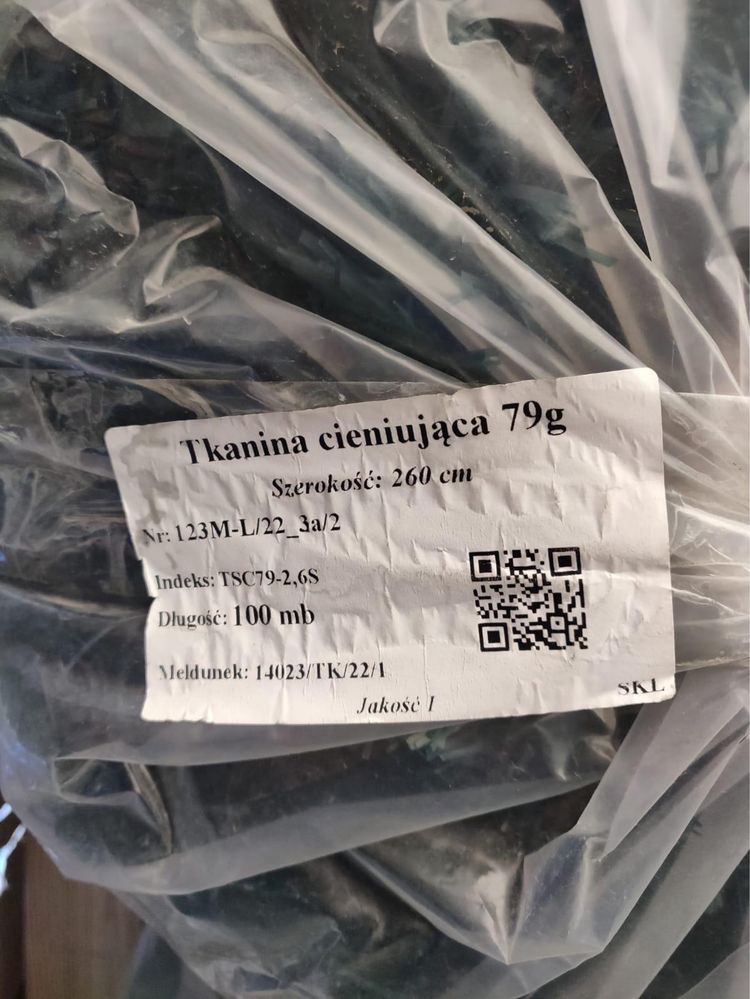 Tkanina cieniująca 79g
Szerokość: 260 cm
Nr: 123M-L/22_3a/2
Indeks: TSC79-2,6S
Długość: 100 mb
Meldunek: 14023/TK/22/1
Jakość I
SKL